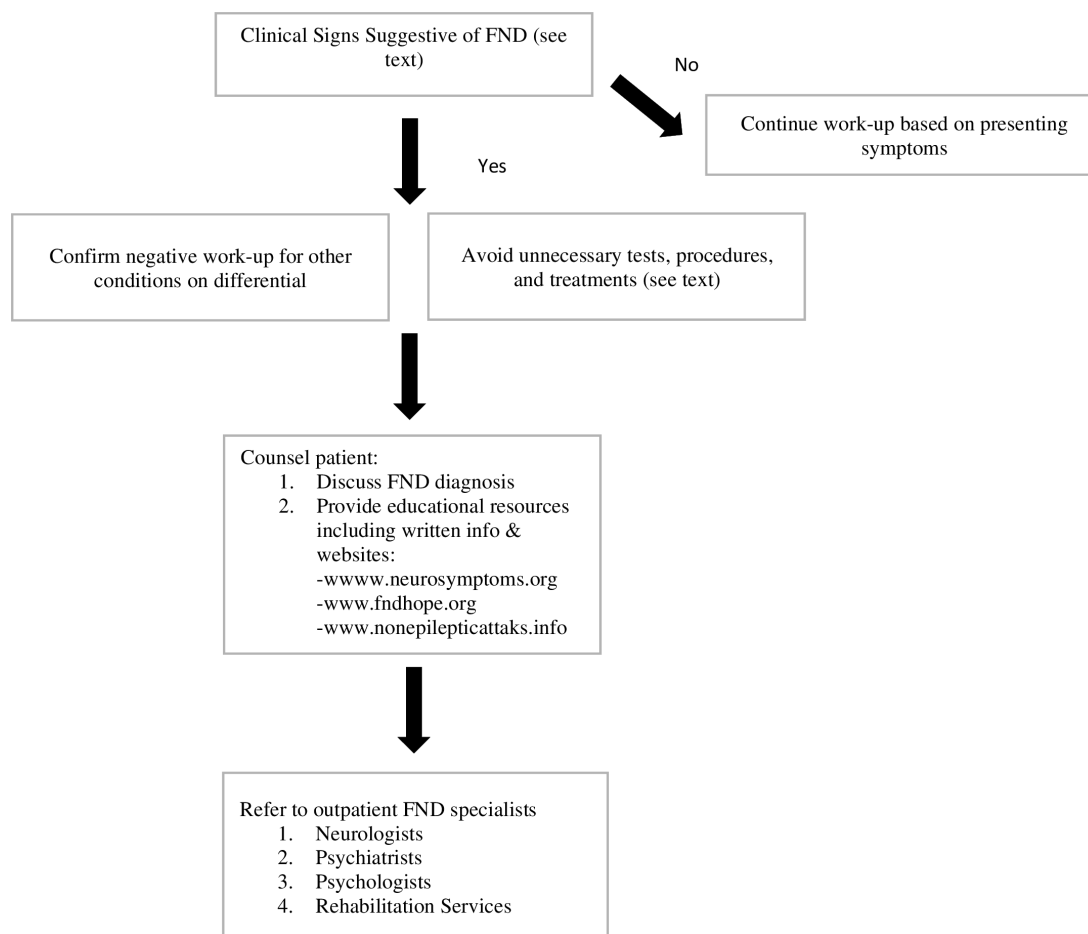 Clinical Signs Suggestive of FND (see
text)
No
Continue work-up based on presenting
symptoms
Yes
Confirm negative work-up for other
conditions on differential
Avoid unnecessary tests, procedures,
and treatments (see text)
Counsel patient:
1. Discuss FND diagnosis
2. Provide educational resources
including written info &
websites:
-wwww.neurosymptoms.org
-www.fndhope.org
-www.nonepilepticattaks.info
Refer to outpatient FND specialists
1. Neurologists
2. Psychiatrists
3. Psychologists
4. Rehabilitation Services